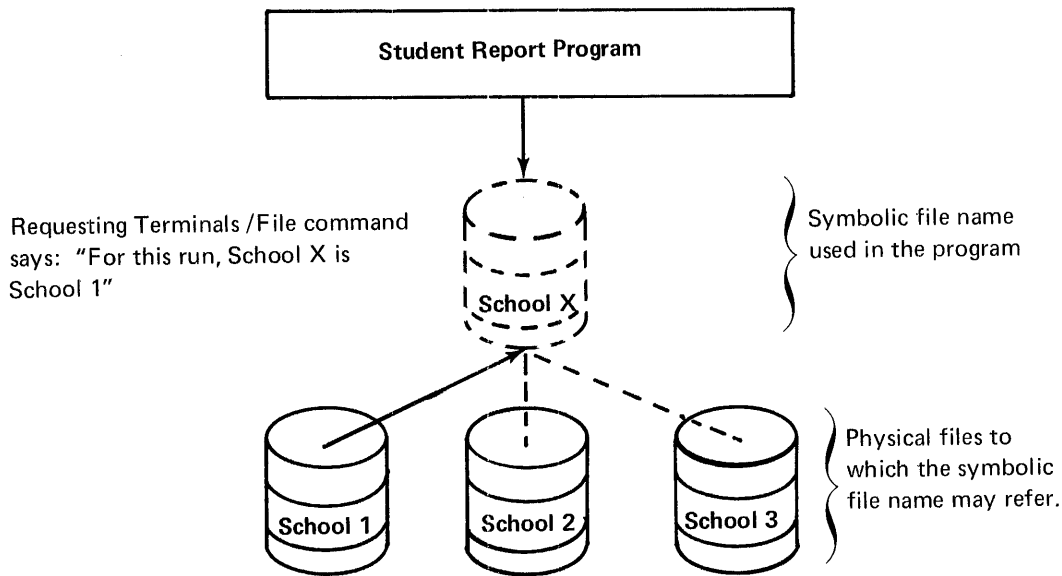 Student Report Program
Requesting Terminals /File command
says: "For this run, School X is
School 1"
Symbolic file name
used in the program
School X
School 1
School 2
School 3
Physical files to
which the symbolic
file name may refer.